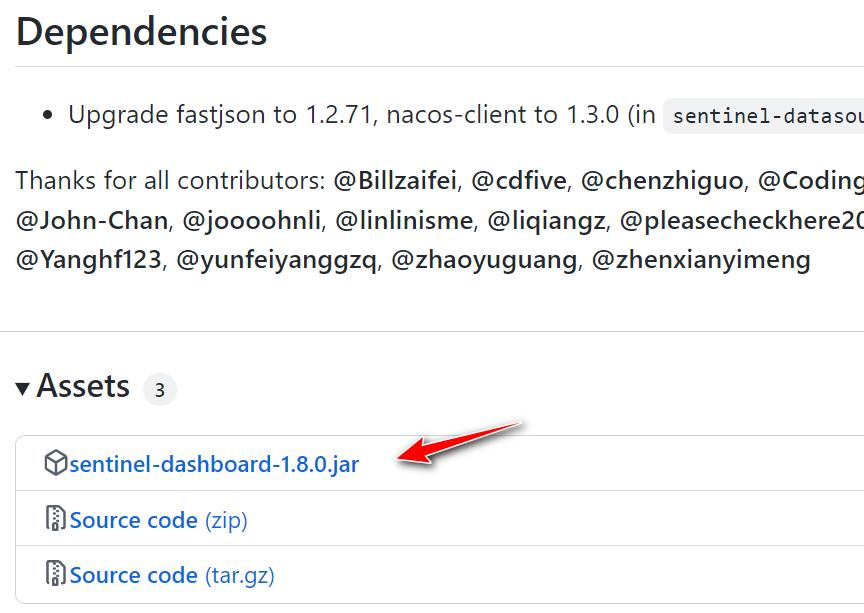 Dependencies
Upgrade fastjson to 1.2.71, nacos-client to 1.3.0 (in
Thanks for all contributors: @Billzaifei, @cdfive, @chenzhiguo, @Coding
@John-Chan, @joooohnli, @linlinisme, @liqiangz, @pleasecheckhere20
@Yanghf123, @yunfeiyanggzq, @zhaoyuguang, @zhenxianyimeng
Assets 3
sentinel-dashboard-1.8.0.jar
Source code (zip)
Source code (tar.gz)